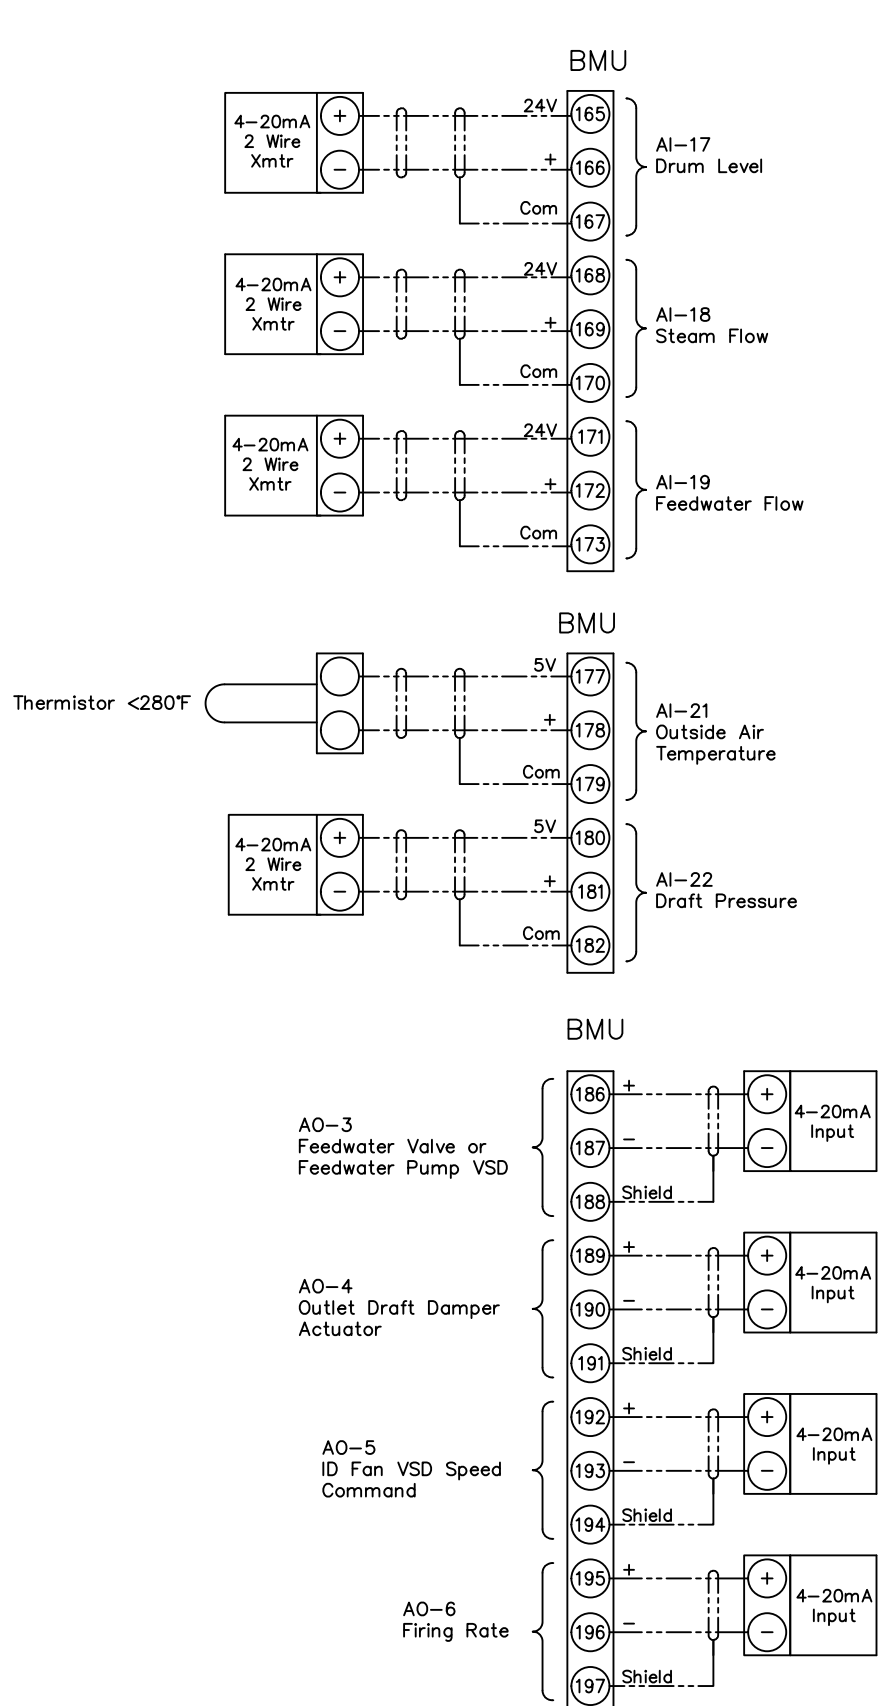 BMU
4-20mA
2 Wire
Xmtr
+
-
24V
+
Com
165
166
167
AI-17
Drum Level
4-20mA
2 Wire
Xmtr
+
-
24V
+
Com
168
169
170
AI-18
Steam Flow
4-20mA
2 Wire
Xmtr
+
-
24V
+
Com
171
172
173
AI-19
Feedwater Flow
BMU
Thermistor <280°F
5V
+
Com
177
178
179
AI-21
Outside Air
Temperature
4-20mA
2 Wire
Xmtr
+
-
5V
+
Com
180
181
182
AI-22
Draft Pressure
BMU
AO-3
Feedwater Valve or
Feedwater Pump VSD
186
187
188
+
-
Shield
+
-
4-20mA
Input
AO-4
Outlet Draft Damper
Actuator
189
190
191
+
-
Shield
+
-
4-20mA
Input
AO-5
ID Fan VSD Speed
Command
192
193
194
+
-
Shield
+
-
4-20mA
Input
AO-6
Firing Rate
195
196
197
+
-
Shield
+
-
4-20mA
Input